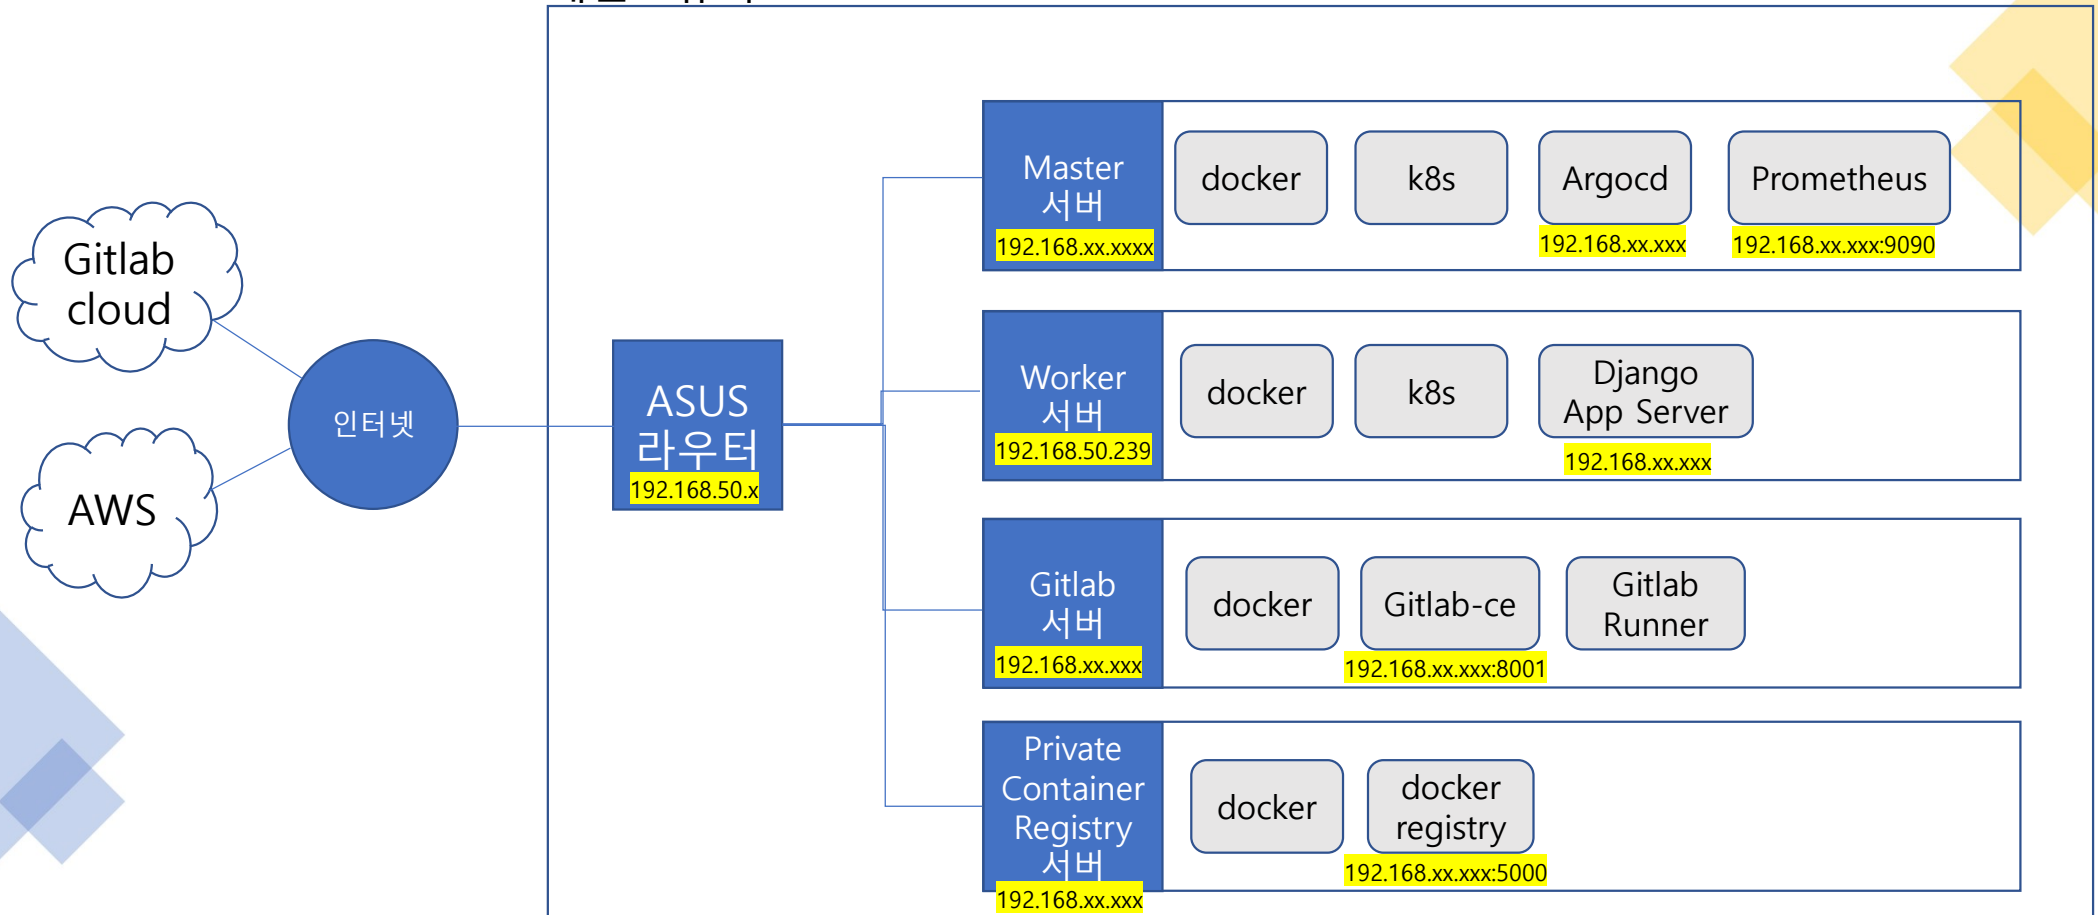 Gitlab
cloud
AWS
인터넷
ASUS
라우터
192.168.50.x
Master
서버
192.168.xx.xxxx
docker
k8s
Argocd
192.168.xx.xxx
Prometheus
192.168.xx.xxx:9090
Worker
서버
192.168.50.239
docker
k8s
Django
App Server
192.168.xx.xxx
Gitlab
서버
192.168.xx.xxx
docker
Gitlab-ce
192.168.xx.xxx:8001
Gitlab
Runner
Private
Container
Registry
서버
192.168.xx.xxx
docker
docker
registry
192.168.xx.xxx:5000